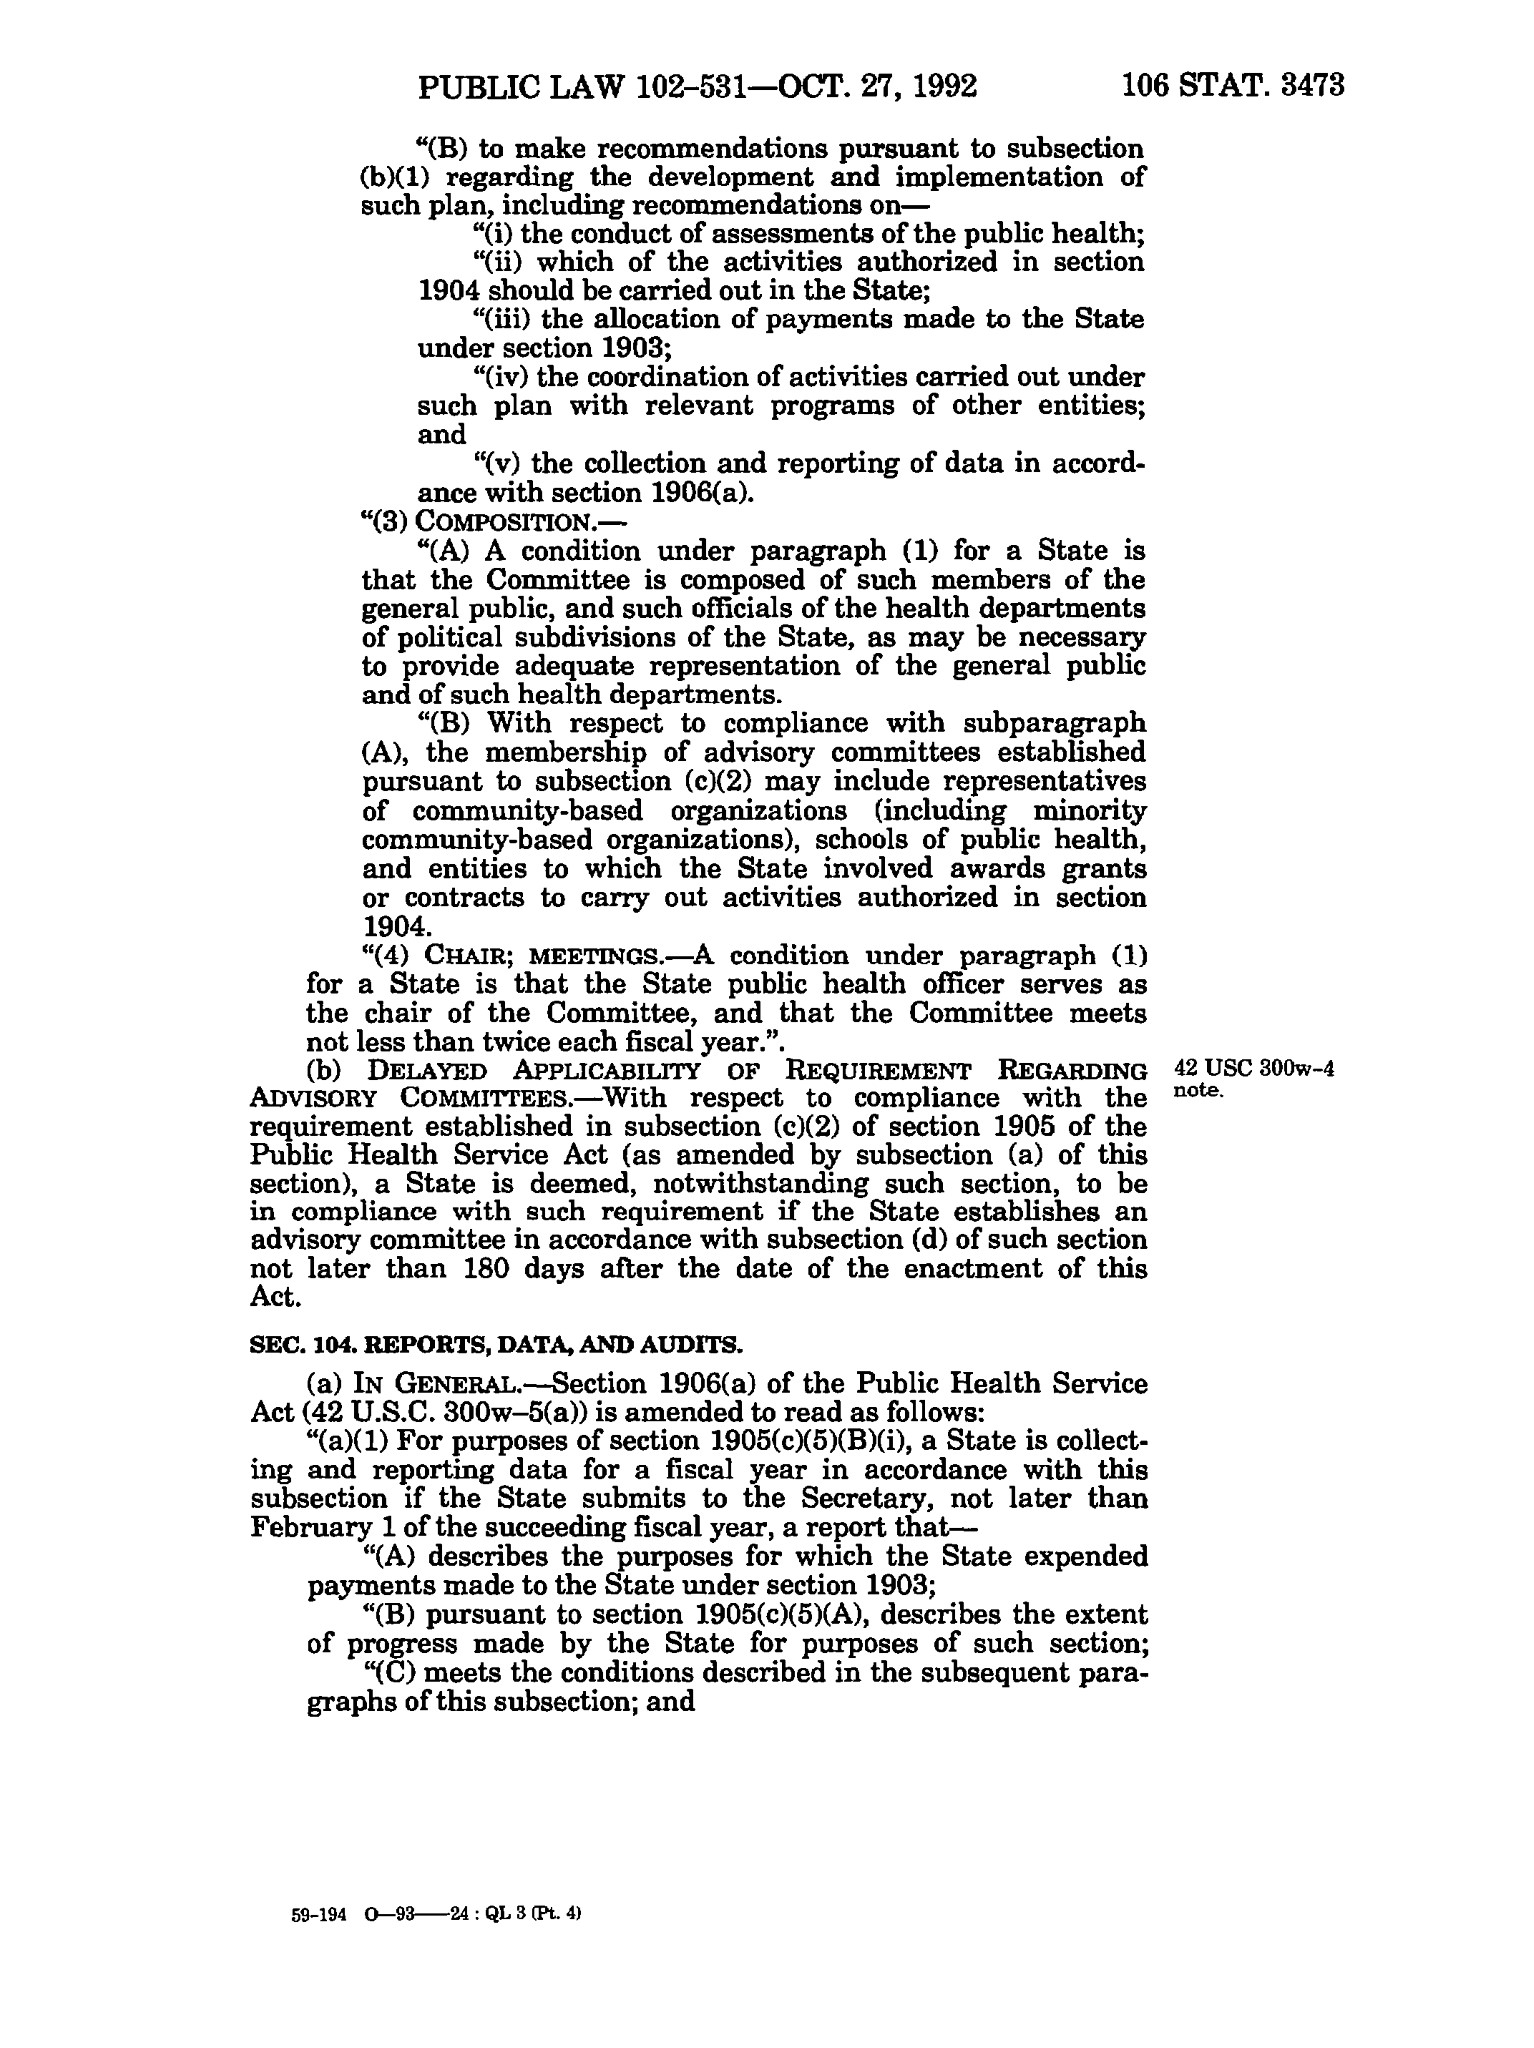 PUBLIC LAW 102–531—OCT. 27, 1992 106 STAT. 3473
“(B) to make recommendations pursuant to subsection
(b)(1) regarding the development and implementation of
such plan, including recommendations on—
“(i) the conduct of assessments of the public health;
“(ii) which of the activities authorized in section
1904 should be carried out in the State;
“(iii) the allocation of payments made to the State
under section 1903;
“(iv) the coordination of activities carried out under
such plan with relevant programs of other entities;
and
“(v) the collection and reporting of data in accord-
ance with section 1906(a).
“(3) COMPOSITION.—
“(A) A condition under paragraph (1) for a State is
that the Committee is composed of such members of the
general public, and such officials of the health departments
of political subdivisions of the State, as may be necessary
to provide adequate representation of the general public
and of such health departments.
“(B) With respect to compliance with subparagraph
(A), the membership of advisory committees established
pursuant to subsection (c)(2) may include representatives
of community-based organizations (including minority
community-based organizations), schools of public health,
and entities to which the State involved awards grants
or contracts to carry out activities authorized in section
1904.
“(4) CHAIR; MEETINGS.—A condition under paragraph (1)
for a State is that the State public health officer serves as
the chair of the Committee, and that the Committee meets
not less than twice each fiscal year.”.
(b) DELAYED APPLICABILITY OF REQUIREMENT REGARDING
ADVISORY COMMITTEES.—With respect to compliance with the
requirement established in subsection (c)(2) of section 1905 of the
Public Health Service Act (as amended by subsection (a) of this
section), a State is deemed, notwithstanding such section, to be
in compliance with such requirement if the State establishes an
advisory committee in accordance with subsection (d) of such section
not later than 180 days after the date of the enactment of this
Act.
42 USC 300w–4
note.
SEC. 104. REPORTS, DATA, AND AUDITS.
(a) IN GENERAL.—Section 1906(a) of the Public Health Service
Act (42 U.S.C. 300w–5(a)) is amended to read as follows:
“(a)(1) For purposes of section 1905(c)(5)(B)(i), a State is collect-
ing and reporting data for a fiscal year in accordance with this
subsection if the State submits to the Secretary, not later than
February 1 of the succeeding fiscal year, a report that—
“(A) describes the purposes for which the State expended
payments made to the State under section 1903;
“(B) pursuant to section 1905(c)(5)(A), describes the extent
of progress made by the State for purposes of such section;
“(C) meets the conditions described in the subsequent para-
graphs of this subsection; and
59–194 O—93——24 : QL 3 (Pt. 4)